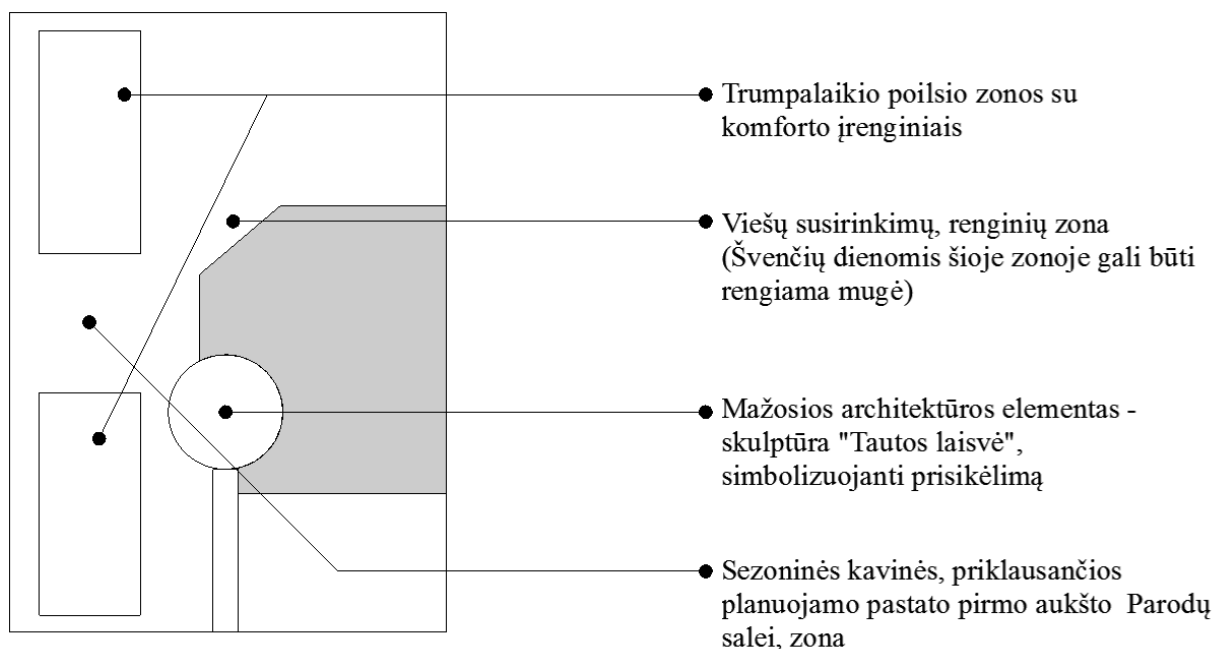 Trumpalaikio poilsio zonos su
komforto įrenginiais
Viešų susirinkimų, renginių zona
(Švenčių dienomis šioje zonoje gali būti
rengiama mugė)
Mažosios architektūros elementas -
skulptūra "Tautos laisvė",
simbolizuojanti prisikėlimą
Sezoninės kavinės, priklausančios
planuojamo pastato pirmo aukšto Parodų
salei, zona